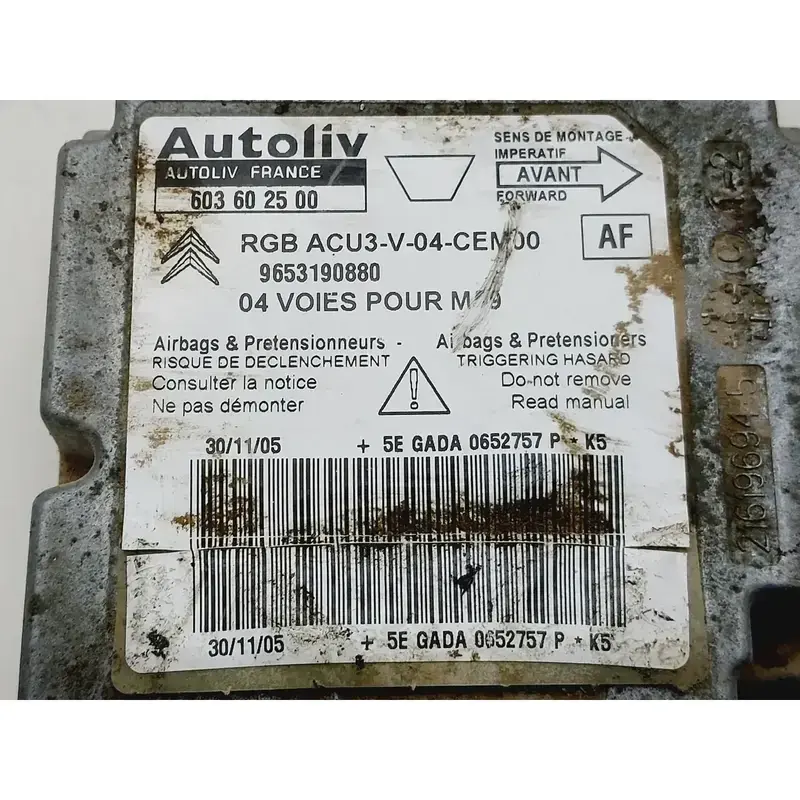 Autoliv
AUTOLIV FRANCE
603 60 25 00
SENS DE MONTAGE
IMPERATIF
AVANT
FORWARD
RGB ACU3-V-04-CEM00
AF
9653190880
04 VOIES POUR
Airbags & Pretensionneurs - Airbags & Pretensioners
RISQUE DE DECLENCHEMENT TRIGGERING HASARD
Consulter la notice Do not remove
Ne pas démonter Read manual
30/11/05 + 5E GADA 0652757 P * K5
30/11/05 + 5E GADA 0652757 P * K5
21619694-5